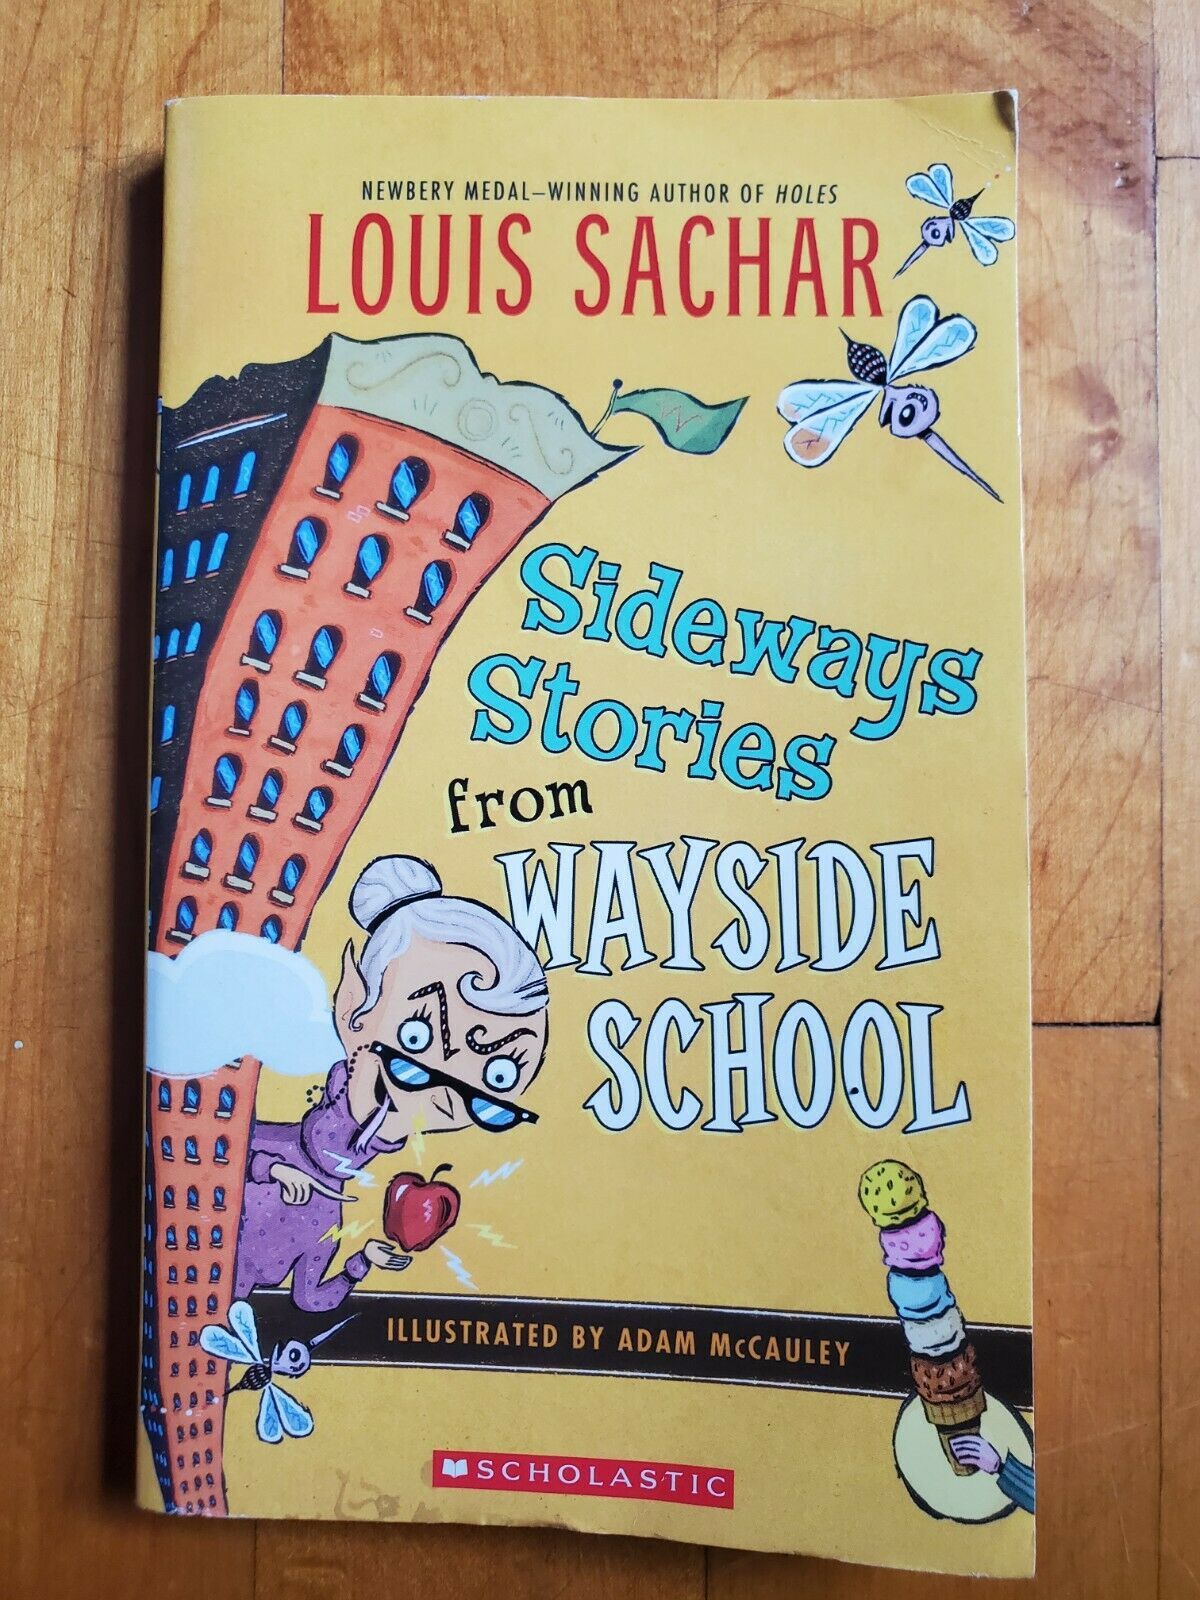 NEWBERY MEDAL–WINNING AUTHOR OF HOLES
LOUIS SACHAR
W
Sideways
Stories
from
WAYSIDE
SCHOOL
ILLUSTRATED BY ADAM McCAULEY
SCHOLASTIC